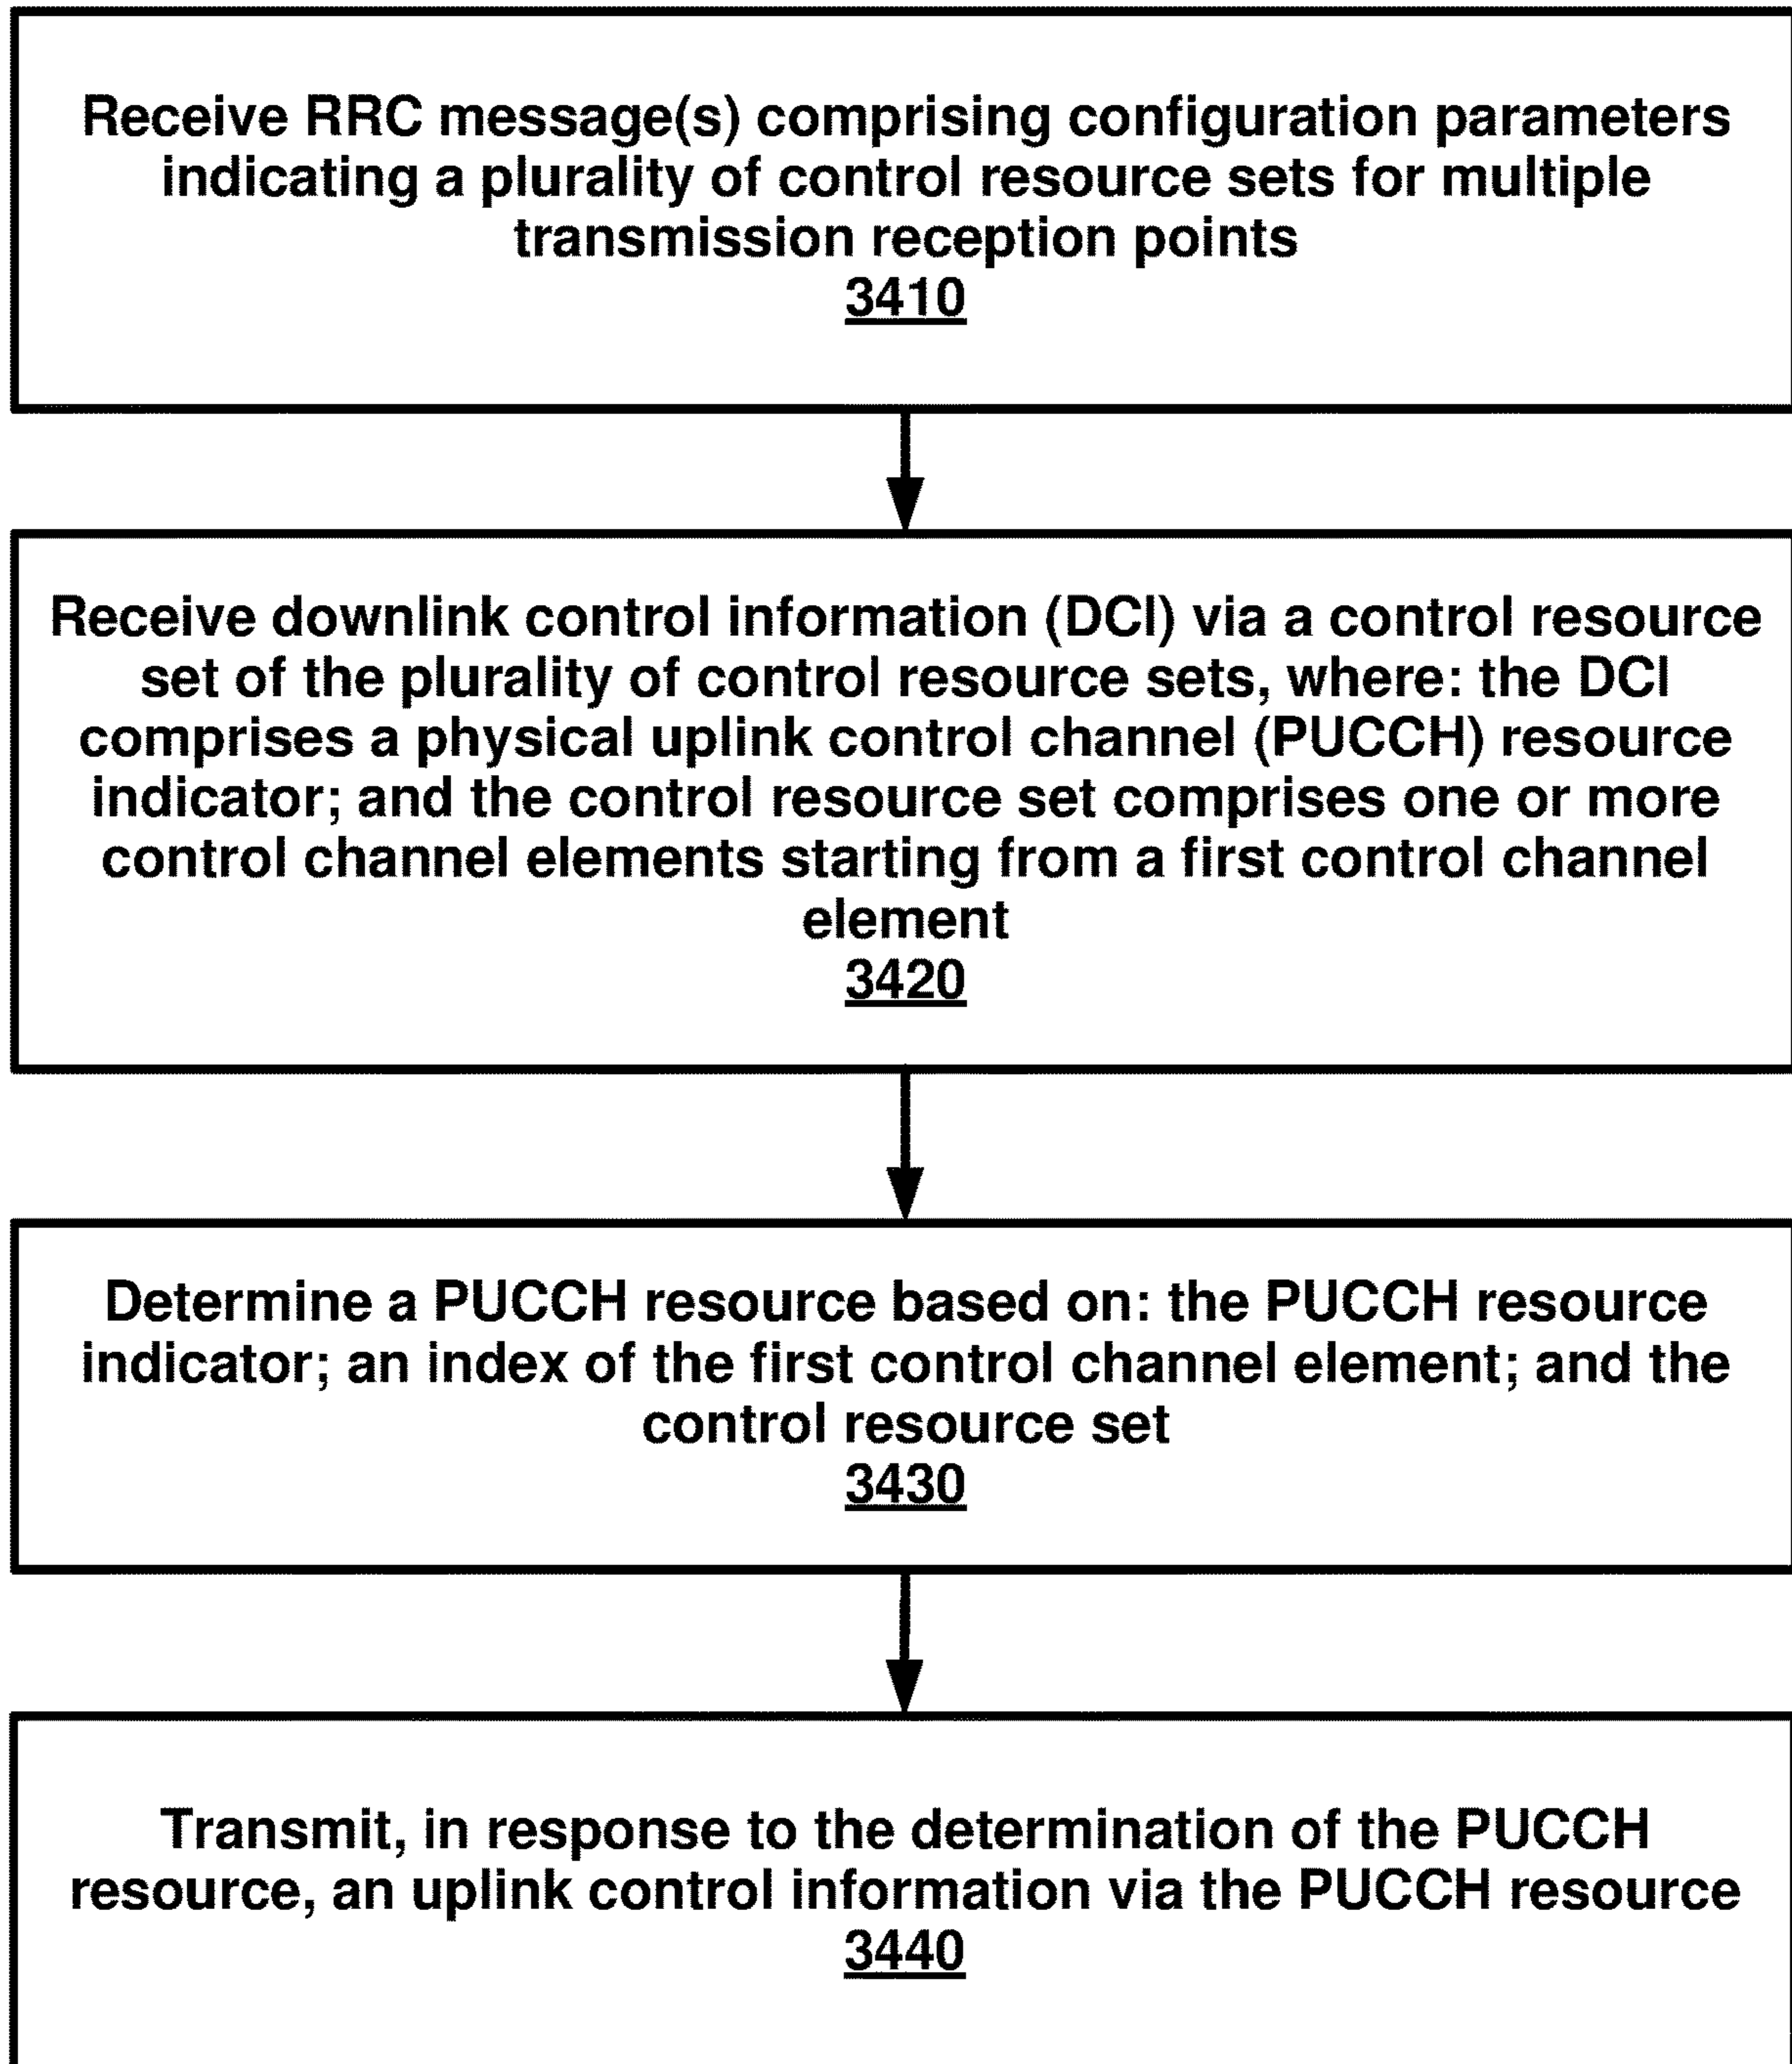 Receive RRC message(s) comprising configuration parameters
indicating a plurality of control resource sets for multiple
transmission reception points
3410
Receive downlink control information (DCI) via a control resource
set of the plurality of control resource sets, where: the DCI
comprises a physical uplink control channel (PUCCH) resource
indicator; and the control resource set comprises one or more
control channel elements starting from a first control channel
element
3420
Determine a PUCCH resource based on: the PUCCH resource
indicator; an index of the first control channel element; and the
control resource set
3430
Transmit, in response to the determination of the PUCCH
resource, an uplink control information via the PUCCH resource
3440